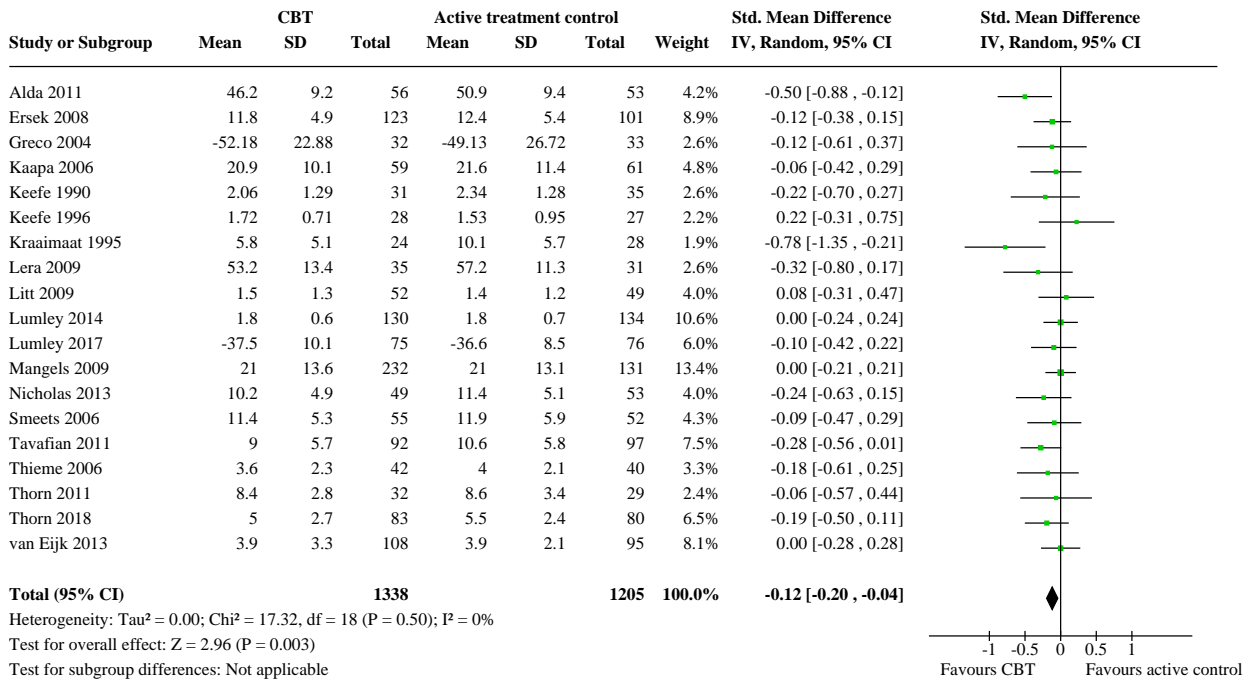 CBT Active treatment control Std. Mean Difference Std. Mean Difference
Study or Subgroup Mean SD Total Mean SD Total Weight IV, Random, 95% CI IV, Random, 95% CI
Alda 2011 46.2 9.2 56 50.9 9.4 53 4.2% -0.50 [-0.88 , -0.12]
Ersek 2008 11.8 4.9 123 12.4 5.4 101 8.9% -0.12 [-0.38 , 0.15]
Greco 2004 -52.18 22.88 32 -49.13 26.72 33 2.6% -0.12 [-0.61 , 0.37]
Kaapa 2006 20.9 10.1 59 21.6 11.4 61 4.8% -0.06 [-0.42 , 0.29]
Keefe 1990 2.06 1.29 31 2.34 1.28 35 2.6% -0.22 [-0.70 , 0.27]
Keefe 1996 1.72 0.71 28 1.53 0.95 27 2.2% 0.22 [-0.31 , 0.75]
Kraaimaat 1995 5.8 5.1 24 10.1 5.7 28 1.9% -0.78 [-1.35 , -0.21]
Lera 2009 53.2 13.4 35 57.2 11.3 31 2.6% -0.32 [-0.80 , 0.17]
Litt 2009 1.5 1.3 52 1.4 1.2 49 4.0% 0.08 [-0.31 , 0.47]
Lumley 2014 1.8 0.6 130 1.8 0.7 134 10.6% 0.00 [-0.24 , 0.24]
Lumley 2017 -37.5 10.1 75 -36.6 8.5 76 6.0% -0.10 [-0.42 , 0.22]
Mangels 2009 21 13.6 232 21 13.1 131 13.4% 0.00 [-0.21 , 0.21]
Nicholas 2013 10.2 4.9 49 11.4 5.1 53 4.0% -0.24 [-0.63 , 0.15]
Smeets 2006 11.4 5.3 55 11.9 5.9 52 4.3% -0.09 [-0.47 , 0.29]
Tavafian 2011 9 5.7 92 10.6 5.8 97 7.5% -0.28 [-0.56 , 0.01]
Thieme 2006 3.6 2.3 42 4 2.1 40 3.3% -0.18 [-0.61 , 0.25]
Thorn 2011 8.4 2.8 32 8.6 3.4 29 2.4% -0.06 [-0.57 , 0.44]
Thorn 2018 5 2.7 83 5.5 2.4 80 6.5% -0.19 [-0.50 , 0.11]
van Eijk 2013 3.9 3.3 108 3.9 2.1 95 8.1% 0.00 [-0.28 , 0.28]
Total (95% CI) 1338 1205 100.0% -0.12 [-0.20 , -0.04]
Heterogeneity: Tau² = 0.00; Chi² = 17.32, df = 18 (P = 0.50); I² = 0%
Test for overall effect: Z = 2.96 (P = 0.003)
Test for subgroup differences: Not applicable
-1 -0.5 0 0.5 1
Favours CBT Favours active control